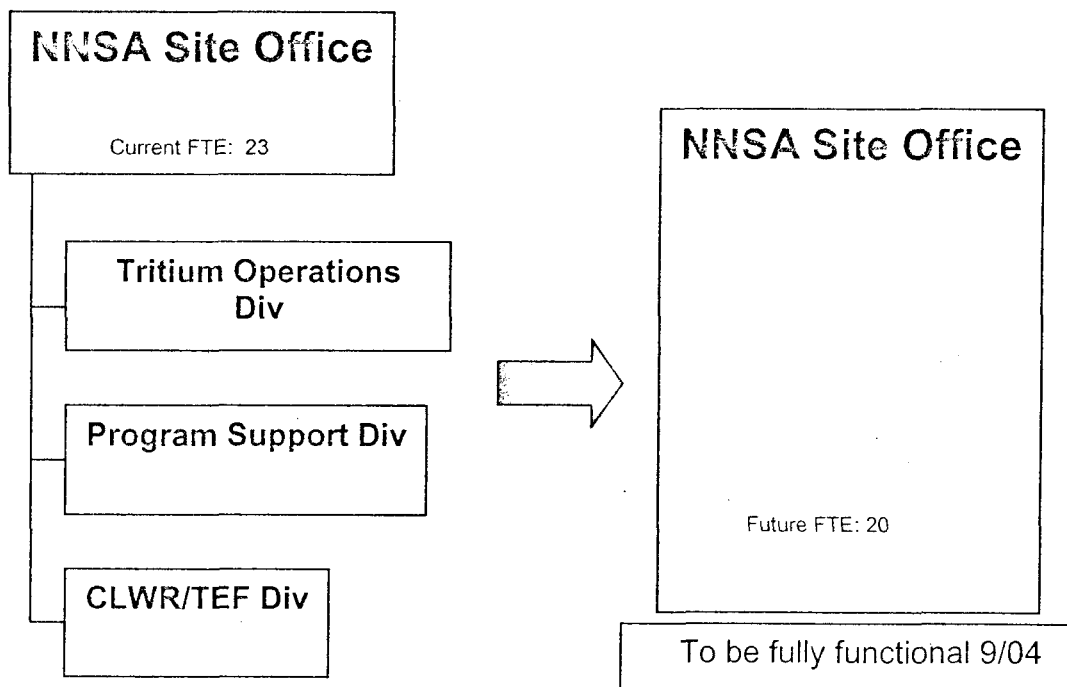 NNSA Site Office
Current FTE: 23
Tritium Operations
Div
Program Support Div
CLWR/TEF Div
NNSA Site Office
Future FTE: 20
To be fully functional 9/04